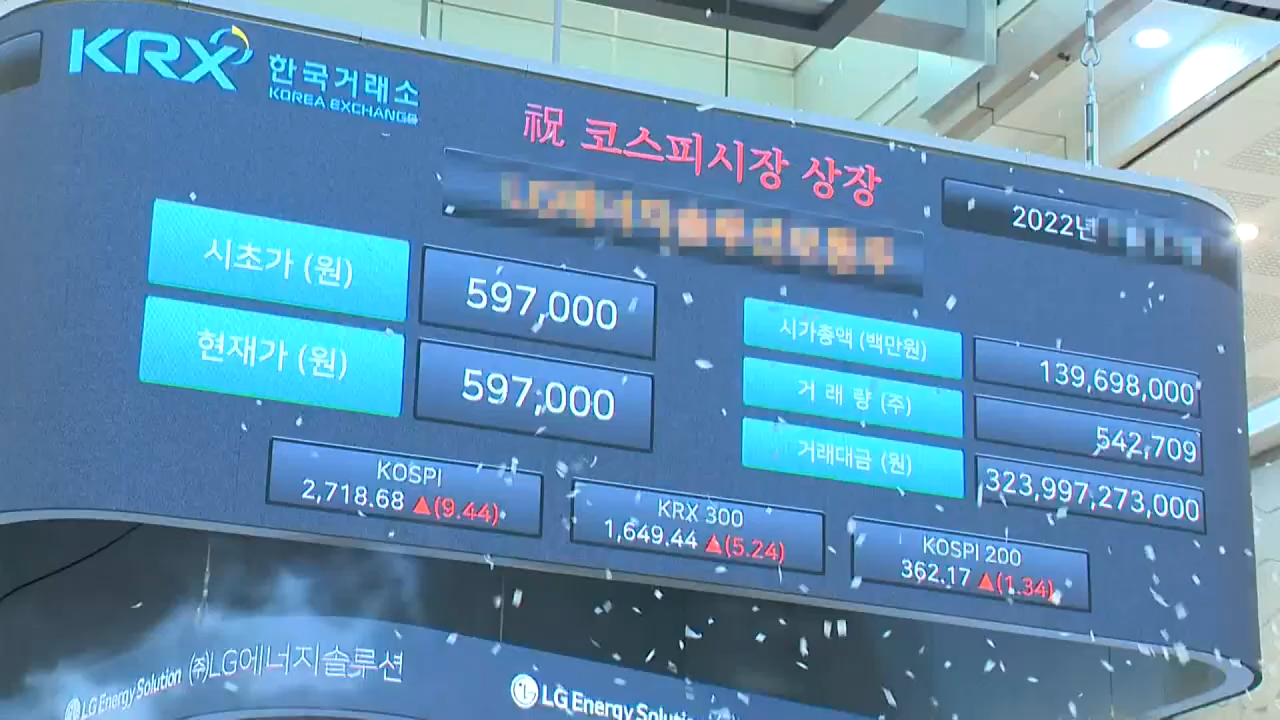 KRX 한국거래소
KOREA EXCHANGE
祝 코스피시장 상장
2022년
시초가 (원) 597,000
현재가 (원) 597,000
시가총액 (백만원) 139,698,000
거 래 량 (주) 542,709
거래대금 (원) 323,997,273,000
KOSPI
2,718.68 ▲(9.44)
KRX 300
1,649.44 ▲(5.24)
KOSPI 200
362.17 ▲(1.34)
LG Energy Solution (주)LG에너지솔루션
LG Energy Solution